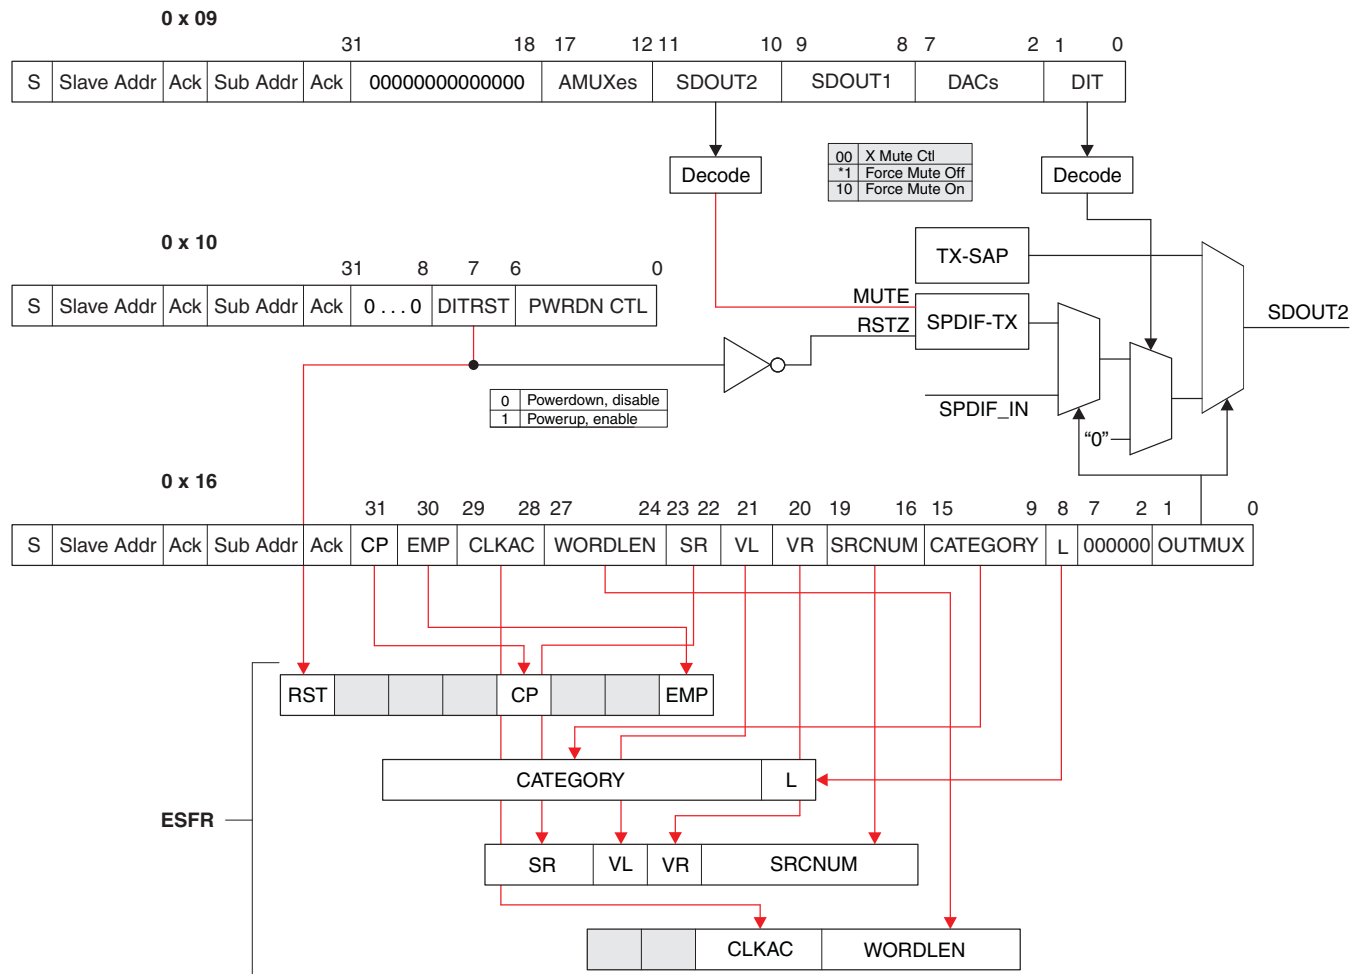 0 x 09
31 18 17 12 11 10 9 8 7 2 1 0
S Slave Addr Ack Sub Addr Ack 00000000000000 AMUXes SDOUT2 SDOUT1 DACs DIT
Decode
00 X Mute Ctl
*1 Force Mute Off
10 Force Mute On
Decode
0 x 10
31 8 7 6 0
S Slave Addr Ack Sub Addr Ack 0 . . . 0 DITRST PWRDN CTL
TX-SAP
MUTE
RSTZ
SPDIF-TX
SDOUT2
0 Powerdown, disable
1 Powerup, enable
SPDIF_IN
“0”
0 x 16
31 30 29 28 27 24 23 22 21 20 19 16 15 9 8 7 2 1 0
S Slave Addr Ack Sub Addr Ack CP EMP CLKAC WORDLEN SR VL VR SRCNUM CATEGORY L 000000 OUTMUX
RST CP EMP
CATEGORY L
ESFR
SR VL VR SRCNUM
CLKAC WORDLEN